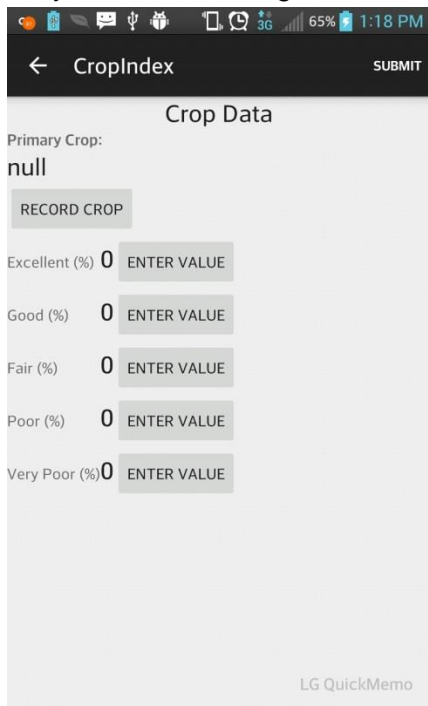 3G 65% 1:18 PM
CropIndex SUBMIT
Crop Data
Primary Crop:
null
RECORD CROP
Excellent (%) 0 ENTER VALUE
Good (%) 0 ENTER VALUE
Fair (%) 0 ENTER VALUE
Poor (%) 0 ENTER VALUE
Very Poor (%) 0 ENTER VALUE
LG QuickMemo